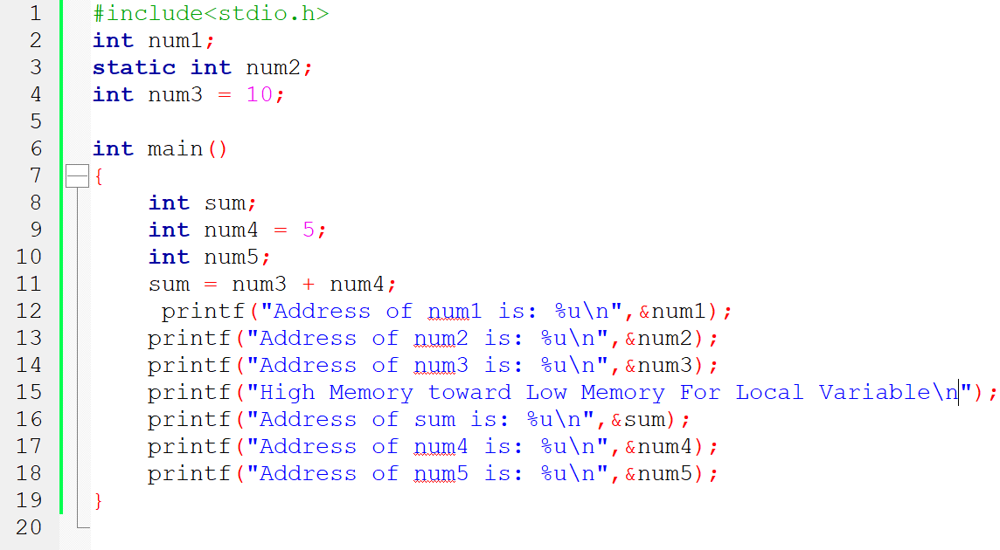 1 #include<stdio.h>
2 int num1;
3 static int num2;
4 int num3 = 10;
5
6 int main()
7 {
8     int sum;
9     int num4 = 5;
10     int num5;
11     sum = num3 + num4;
12      printf("Address of num1 is: %u\n",&num1);
13     printf("Address of num2 is: %u\n",&num2);
14     printf("Address of num3 is: %u\n",&num3);
15     printf("High Memory toward Low Memory For Local Variable\n");
16     printf("Address of sum is: %u\n",&sum);
17     printf("Address of num4 is: %u\n",&num4);
18     printf("Address of num5 is: %u\n",&num5);
19 }
20